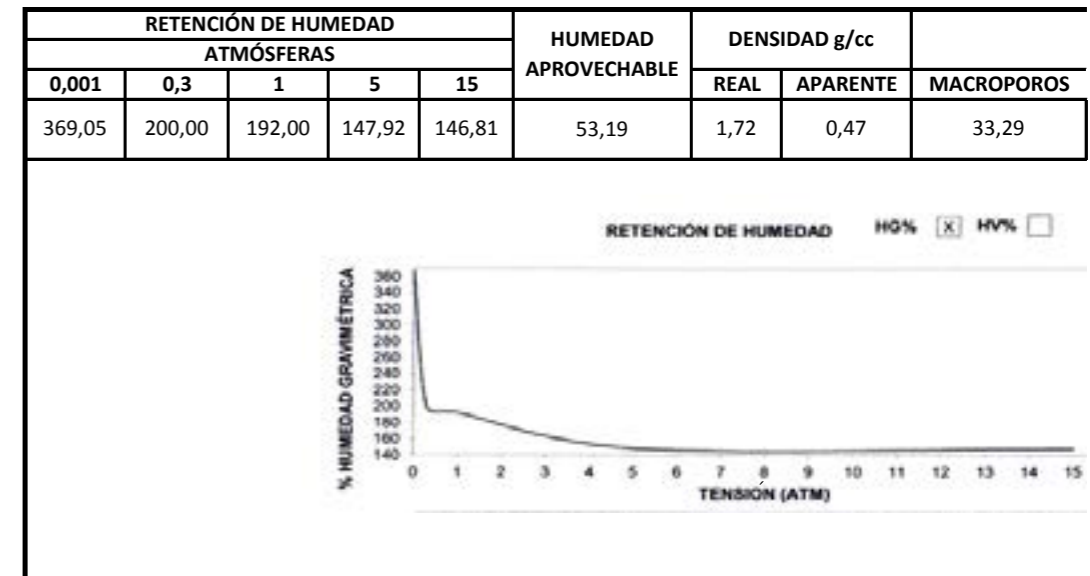 RETENCIÓN DE HUMEDAD
HUMEDAD APROVECHABLE
DENSIDAD g/cc
ATMÓSFERAS
0,001 0,3 1 5 15 REAL APARENTE MACROPOROS
369,05 200,00 192,00 147,92 146,81 53,19 1,72 0,47 33,29
RETENCIÓN DE HUMEDAD HG% X HV%
% HUMEDAD GRAVIMÉTRICA
360
340
320
300
280
260
240
220
200
180
160
140
0 1 2 3 4 5 6 7 8 9 10 11 12 13 14 15
TENSIÓN (ATM)